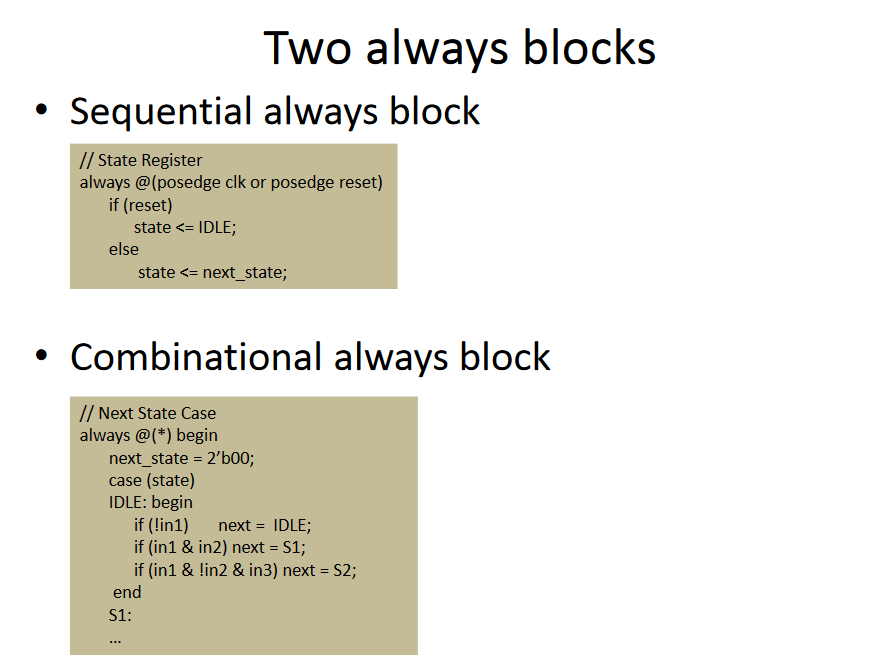 Two always blocks
• Sequential always block
// State Register
always @(posedge clk or posedge reset)
if (reset)
state <= IDLE;
else
state <= next_state;
• Combinational always block
// Next State Case
always @(*) begin
next_state = 2’b00;
case (state)
IDLE: begin
if (!in1) next = IDLE;
if (in1 & in2) next = S1;
if (in1 & !in2 & in3) next = S2;
end
S1:
...